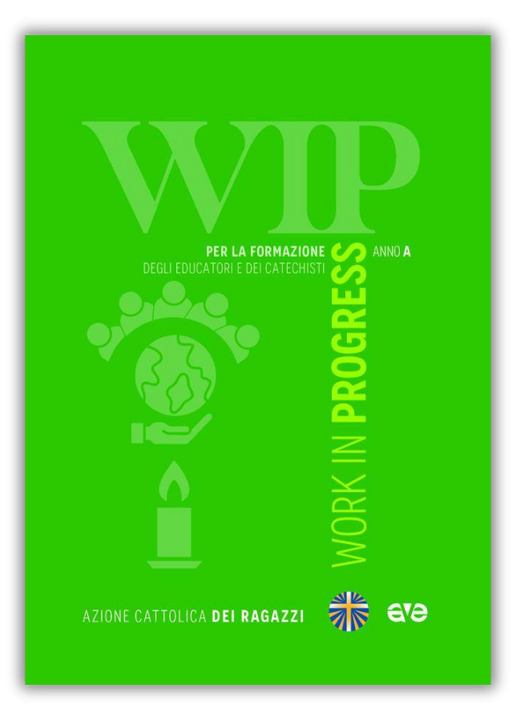 WIP
PER LA FORMAZIONE
DEGLI EDUCATORI E DEI CATECHISTI
ANNO A
WORK IN PROGRESS
AZIONE CATTOLICA DEI RAGAZZI
ave